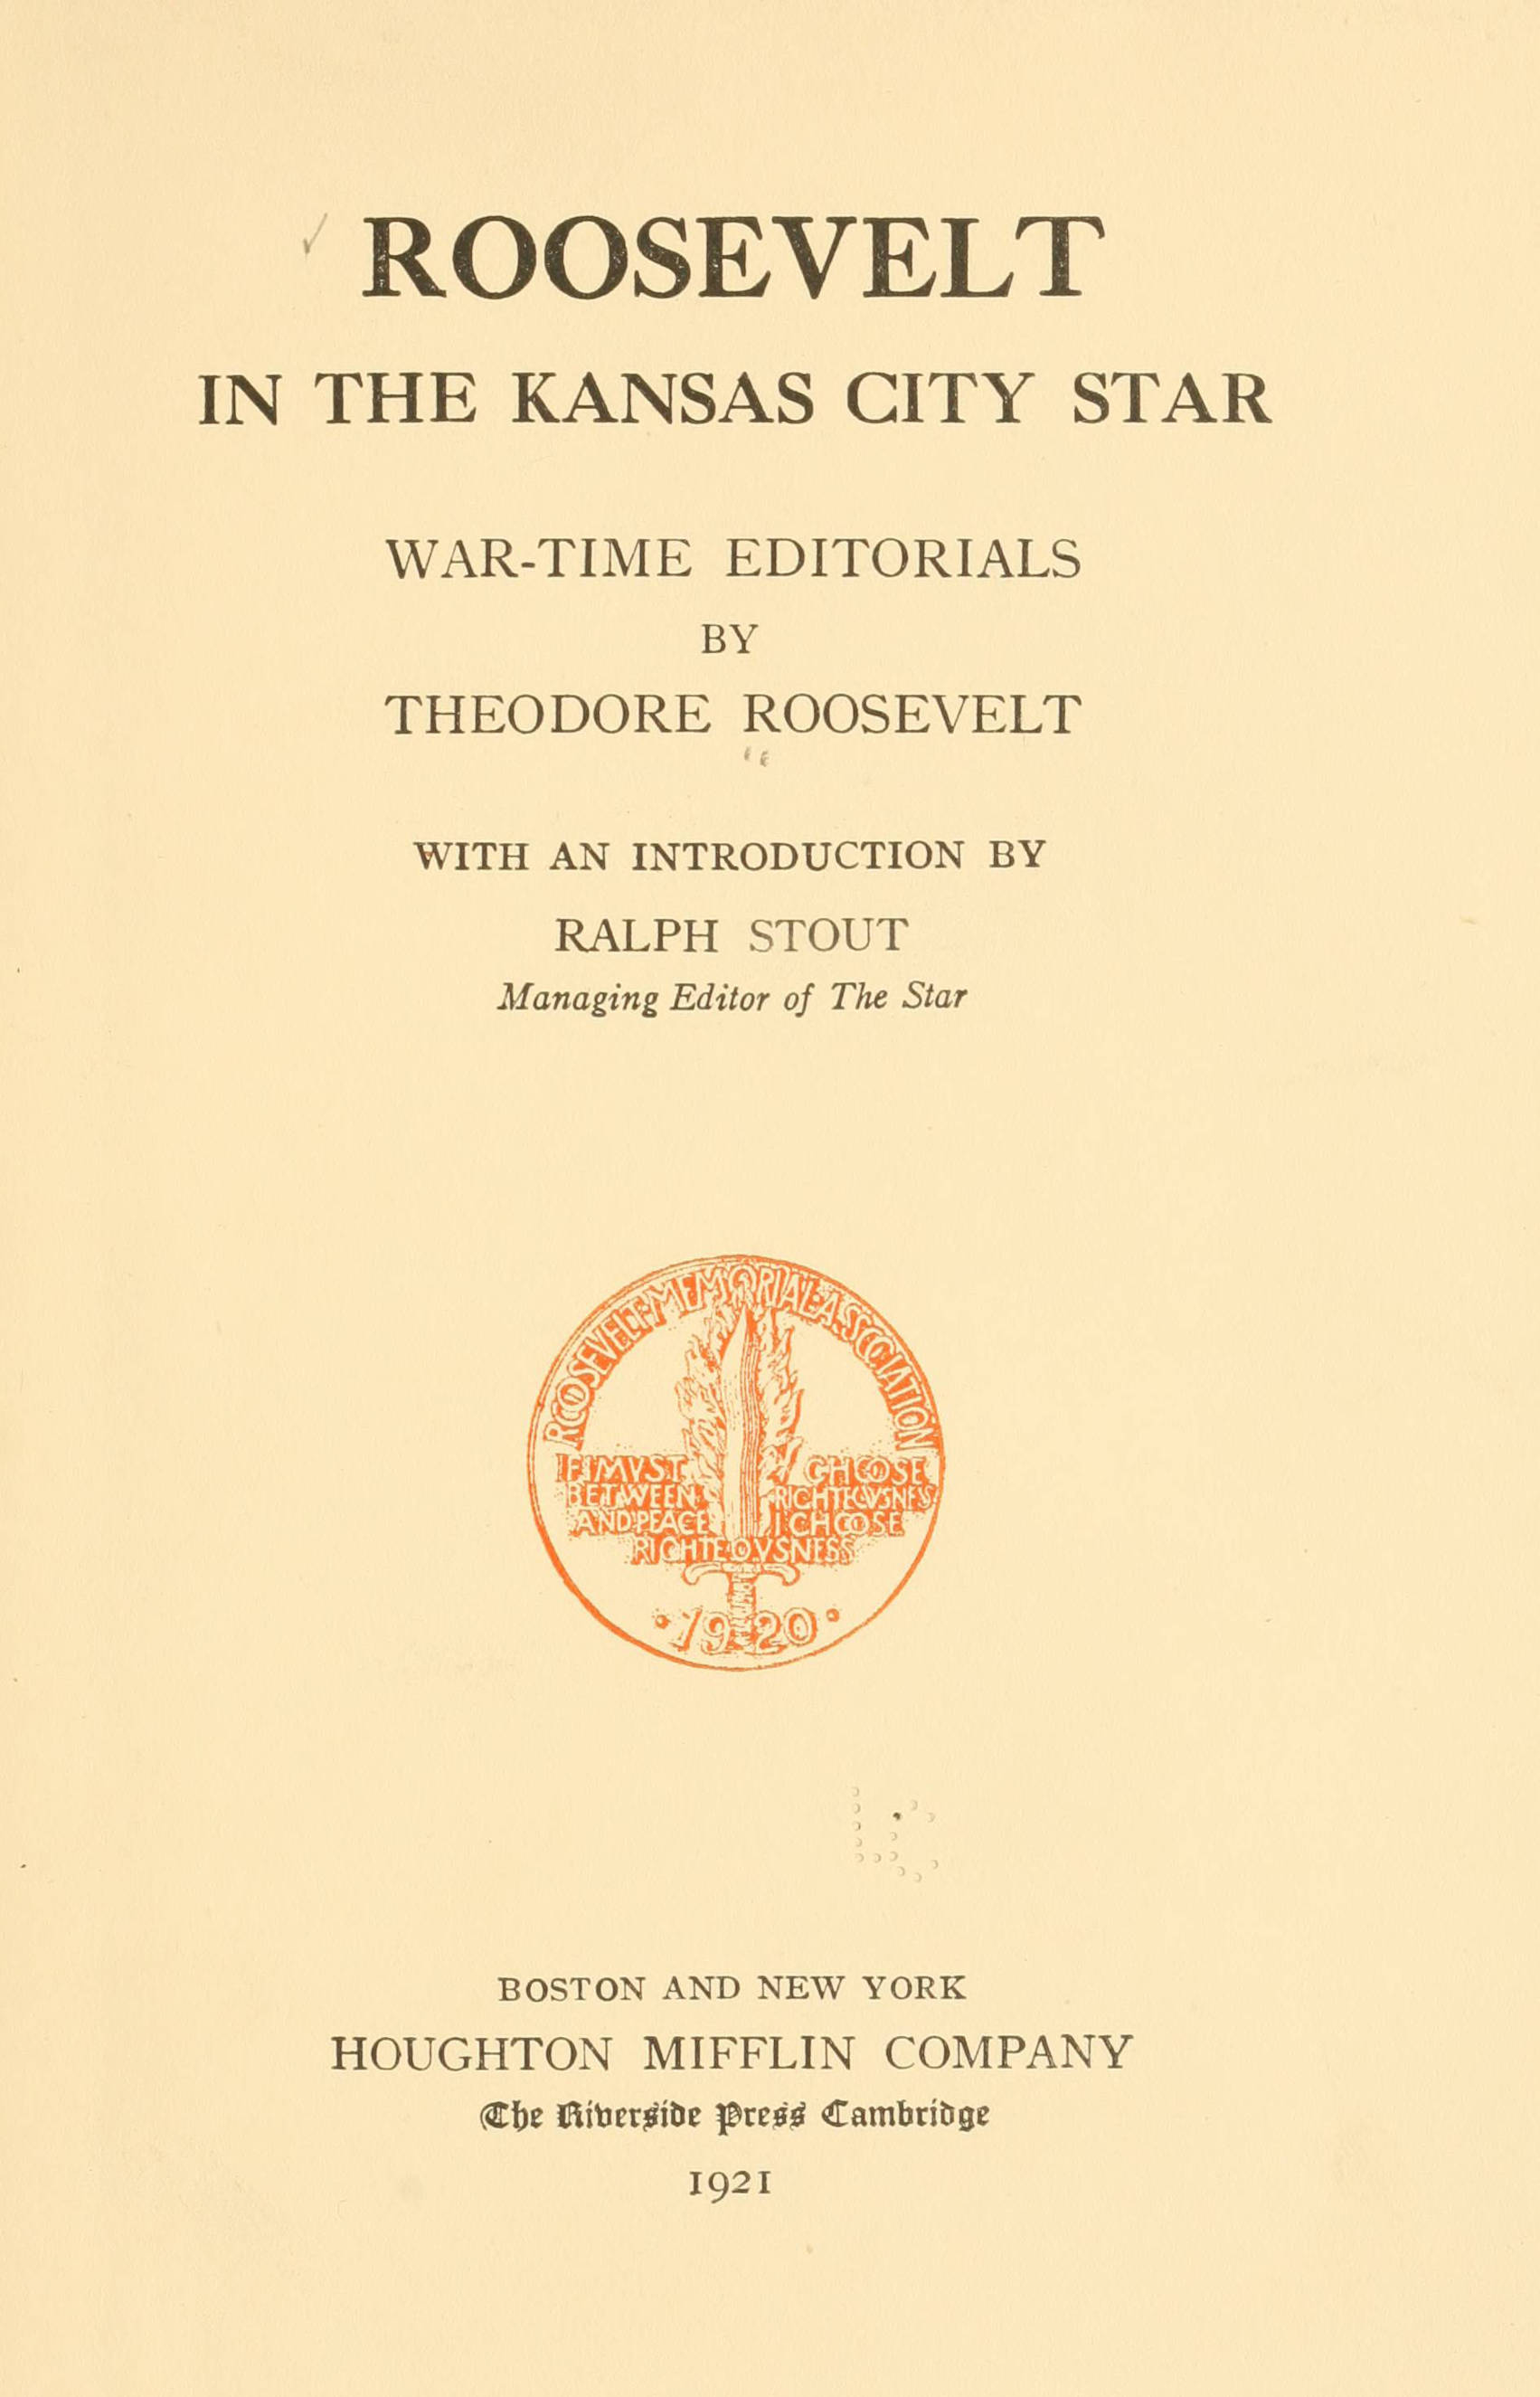 ROOSEVELT
IN THE KANSAS CITY STAR
WAR-TIME EDITORIALS
BY
THEODORE ROOSEVELT
WITH AN INTRODUCTION BY
RALPH STOUT
Managing Editor of The Star
ROOSEVELT·MEMORIAL·ASSOCIATION
IF I MVST CHOOSE
BETWEEN RIGHTEOVSNESS
AND PEACE I CHOOSE
RIGHTEOVSNESS
·1920·
LC
BOSTON AND NEW YORK
HOUGHTON MIFFLIN COMPANY
The Riverside Press Cambridge
1921